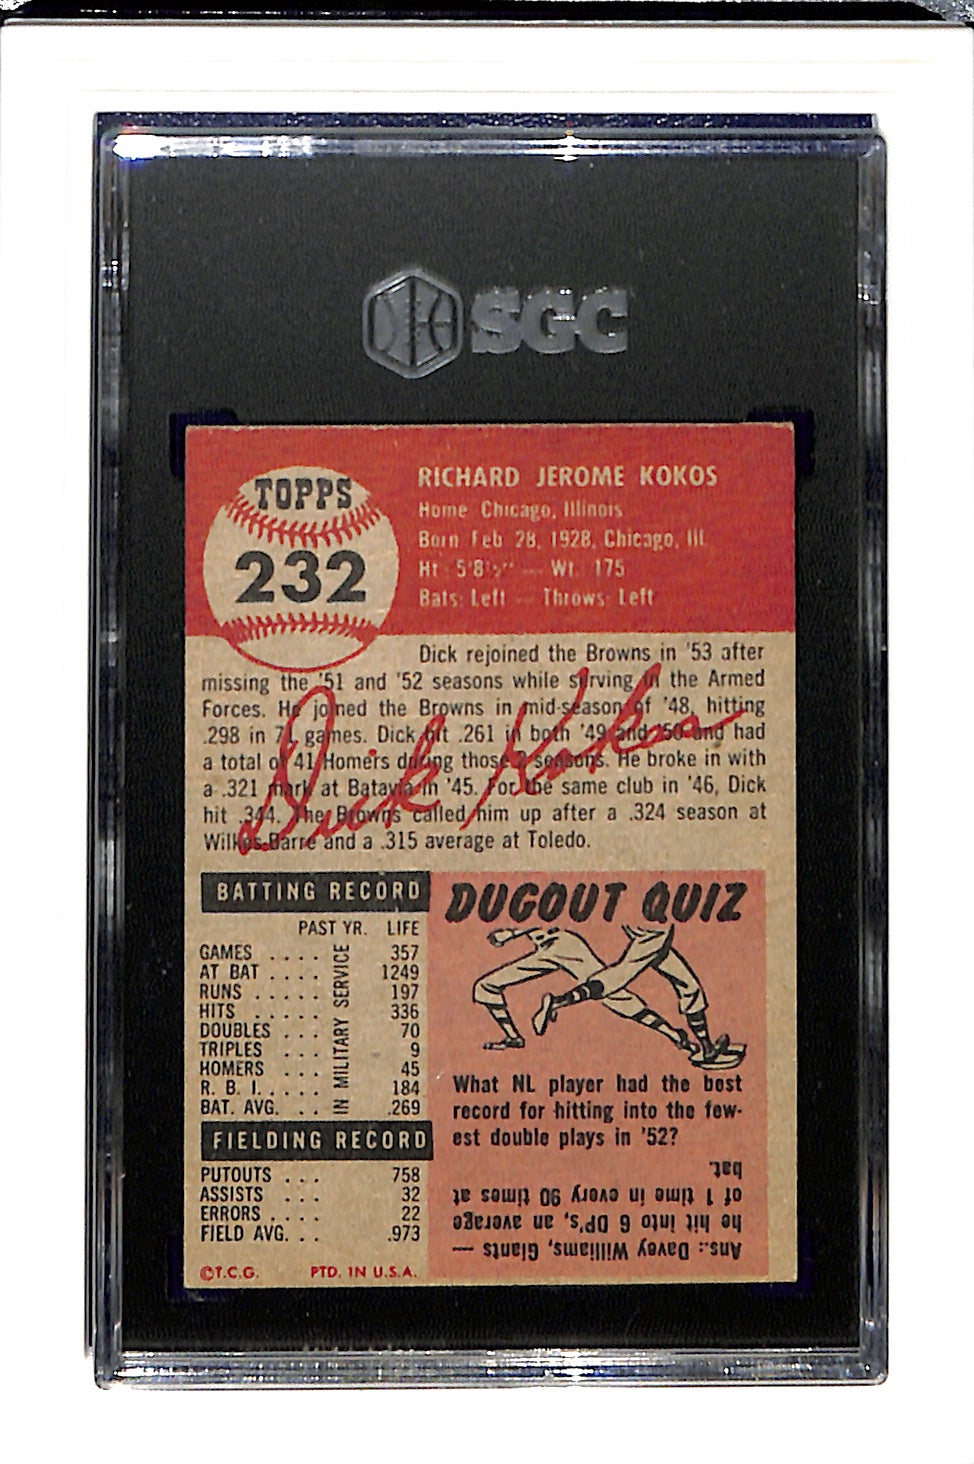 SGC
TOPPS
232
RICHARD JEROME KOKOS
Home Chicago, Illinois
Born Feb 28, 1928, Chicago, Ill.
Ht 5'8½" — Wt. 175
Bats: Left — Throws: Left
Dick rejoined the Browns in '53 after
missing the '51 and '52 seasons while serving in the Armed
Forces. He joined the Browns in mid-season of '48, hitting
.298 in 71 games. Dick hit .261 in both '49 and '50 and had
a total of 41 Homers during those 2 seasons. He broke in with
a .321 mark at Batavia in '45. For the same club in '46, Dick
hit .344. The Browns called him up after a .324 season at
Wilkes-Barre and a .315 average at Toledo.
Dick Kokos
BATTING RECORD
PAST YR. LIFE
GAMES .... 357
AT BAT .... 1249
RUNS ..... 197
HITS ..... 336
DOUBLES ... 70
TRIPLES ... 9
HOMERS ... 45
R. B. I. .... 184
BAT. AVG. .. .269
IN MILITARY SERVICE
FIELDING RECORD
PUTOUTS ... 758
ASSISTS ... 32
ERRORS .... 22
FIELD AVG. .. .973
©T.C.G. PTD. IN U.S.A.
DUGOUT QUIZ
What NL player had the best
record for hitting into the few-
est double plays in '52?
Ans.: Davey Williams, Giants —
he hit into 6 DP's, an average
of 1 time in every 90 times at
bat.